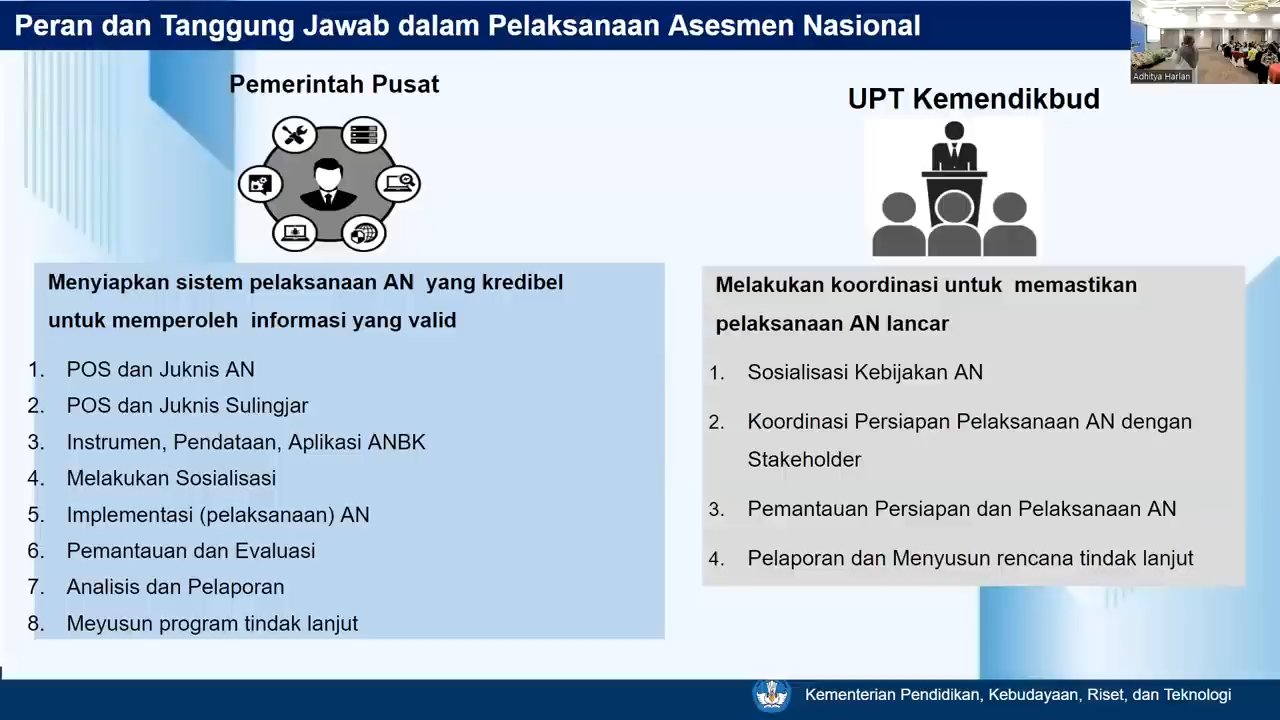 Peran dan Tanggung Jawab dalam Pelaksanaan Asesmen Nasional
Adhitya Harlan
Pemerintah Pusat
Menyiapkan sistem pelaksanaan AN yang kredibel
untuk memperoleh informasi yang valid
1. POS dan Juknis AN
2. POS dan Juknis Sulingjar
3. Instrumen, Pendataan, Aplikasi ANBK
4. Melakukan Sosialisasi
5. Implementasi (pelaksanaan) AN
6. Pemantauan dan Evaluasi
7. Analisis dan Pelaporan
8. Meyusun program tindak lanjut
UPT Kemendikbud
Melakukan koordinasi untuk memastikan
pelaksanaan AN lancar
1. Sosialisasi Kebijakan AN
2. Koordinasi Persiapan Pelaksanaan AN dengan
Stakeholder
3. Pemantauan Persiapan dan Pelaksanaan AN
4. Pelaporan dan Menyusun rencana tindak lanjut
Kementerian Pendidikan, Kebudayaan, Riset, dan Teknologi